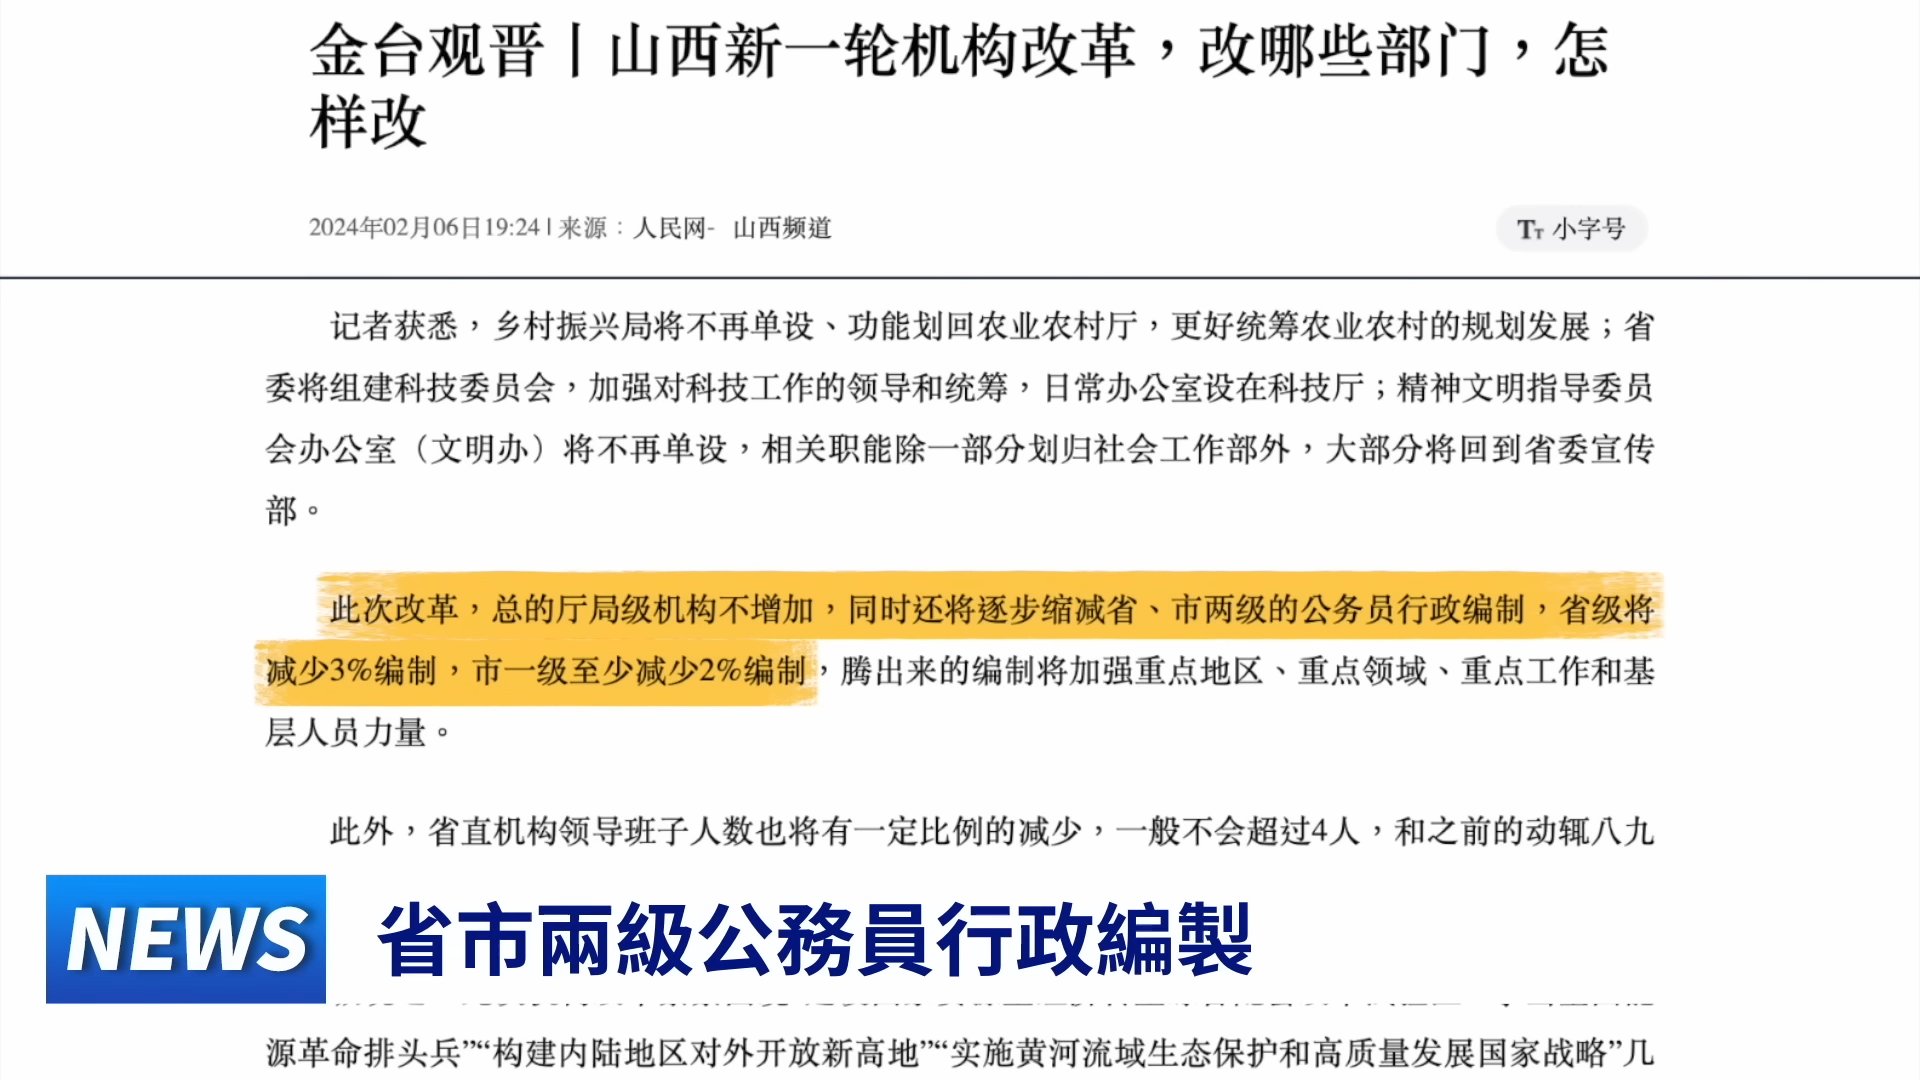 金台观晋丨山西新一轮机构改革，改哪些部门，怎
样改
2024年02月06日19:24 | 来源：人民网- 山西频道
TT 小字号
记者获悉，乡村振兴局将不再单设、功能划回农业农村厅，更好统筹农业农村的规划发展；省
委将组建科技委员会，加强对科技工作的领导和统筹，日常办公室设在科技厅；精神文明指导委员
会办公室（文明办）将不再单设，相关职能除一部分划归社会工作部外，大部分将回到省委宣传
部。
此次改革，总的厅局级机构不增加，同时还将逐步缩减省、市两级的公务员行政编制，省级将
减少3%编制，市一级至少减少2%编制，腾出来的编制将加强重点地区、重点领域、重点工作和基
层人员力量。
此外，省直机构领导班子人数也将有一定比例的减少，一般不会超过4人，和之前的动辄八九
NEWS
省市兩級公務員行政編製
源革命排头兵”“构建内陆地区对外开放新高地”“实施黄河流域生态保护和高质量发展国家战略”几